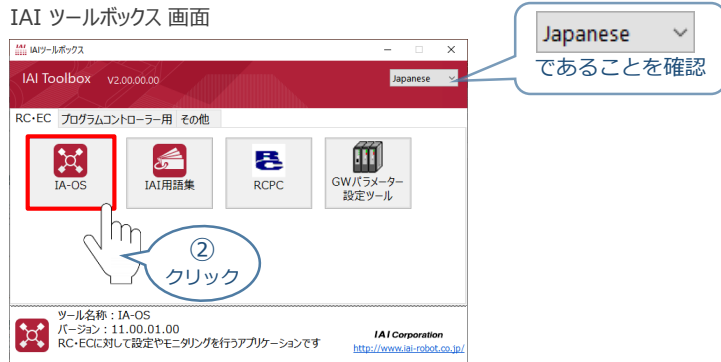 IAI ツールボックス 画面
IAIツールボックス
IAI Toolbox V2.00.00.00
Japanese
Japanese
であることを確認
RC・EC プログラムコントローラー用 その他
IA-OS
IAI用語集
RCPC
GWパラメーター
設定ツール
②
クリック
ツール名称：IA-OS
バージョン：11.00.01.00
RC・ECに対して設定やモニタリングを行うアプリケーションです
IAI Corporation
http://www.iai-robot.co.jp/